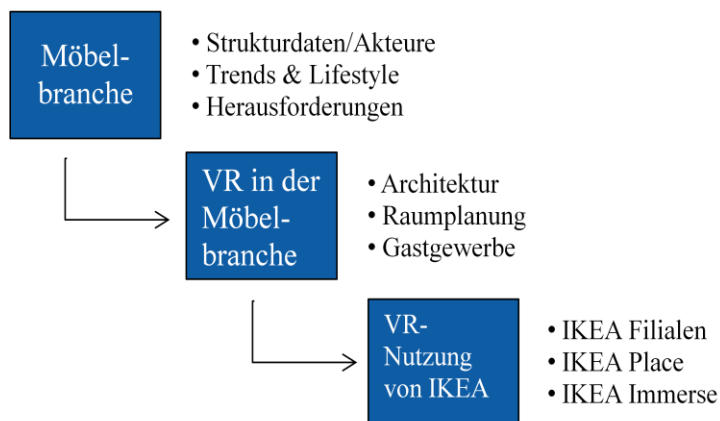 Möbel-
branche
• Strukturdaten/Akteure
• Trends & Lifestyle
• Herausforderungen
VR in der
Möbel-
branche
• Architektur
• Raumplanung
• Gastgewerbe
VR-
Nutzung
von IKEA
• IKEA Filialen
• IKEA Place
• IKEA Immerse